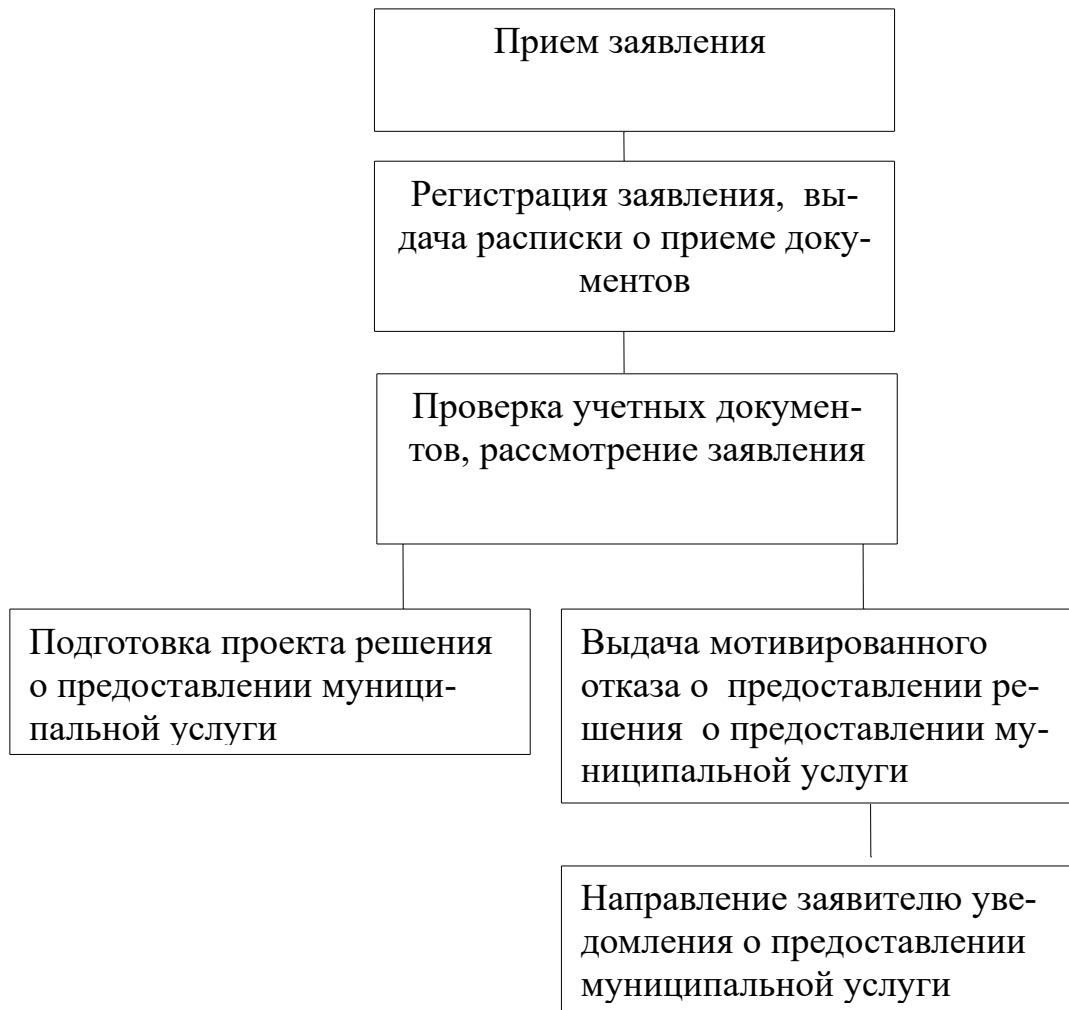 Прием заявления
Регистрация заявления,  вы-
дача расписки о приеме доку-
ментов
Проверка учетных докумен-
тов, рассмотрение заявления
Подготовка проекта решения
о предоставлении муници-
пальной услуги
Выдача мотивированного
отказа о  предоставлении ре-
шения  о предоставлении му-
ниципальной услуги
Направление заявителю уве-
домления о предоставлении
муниципальной услуги